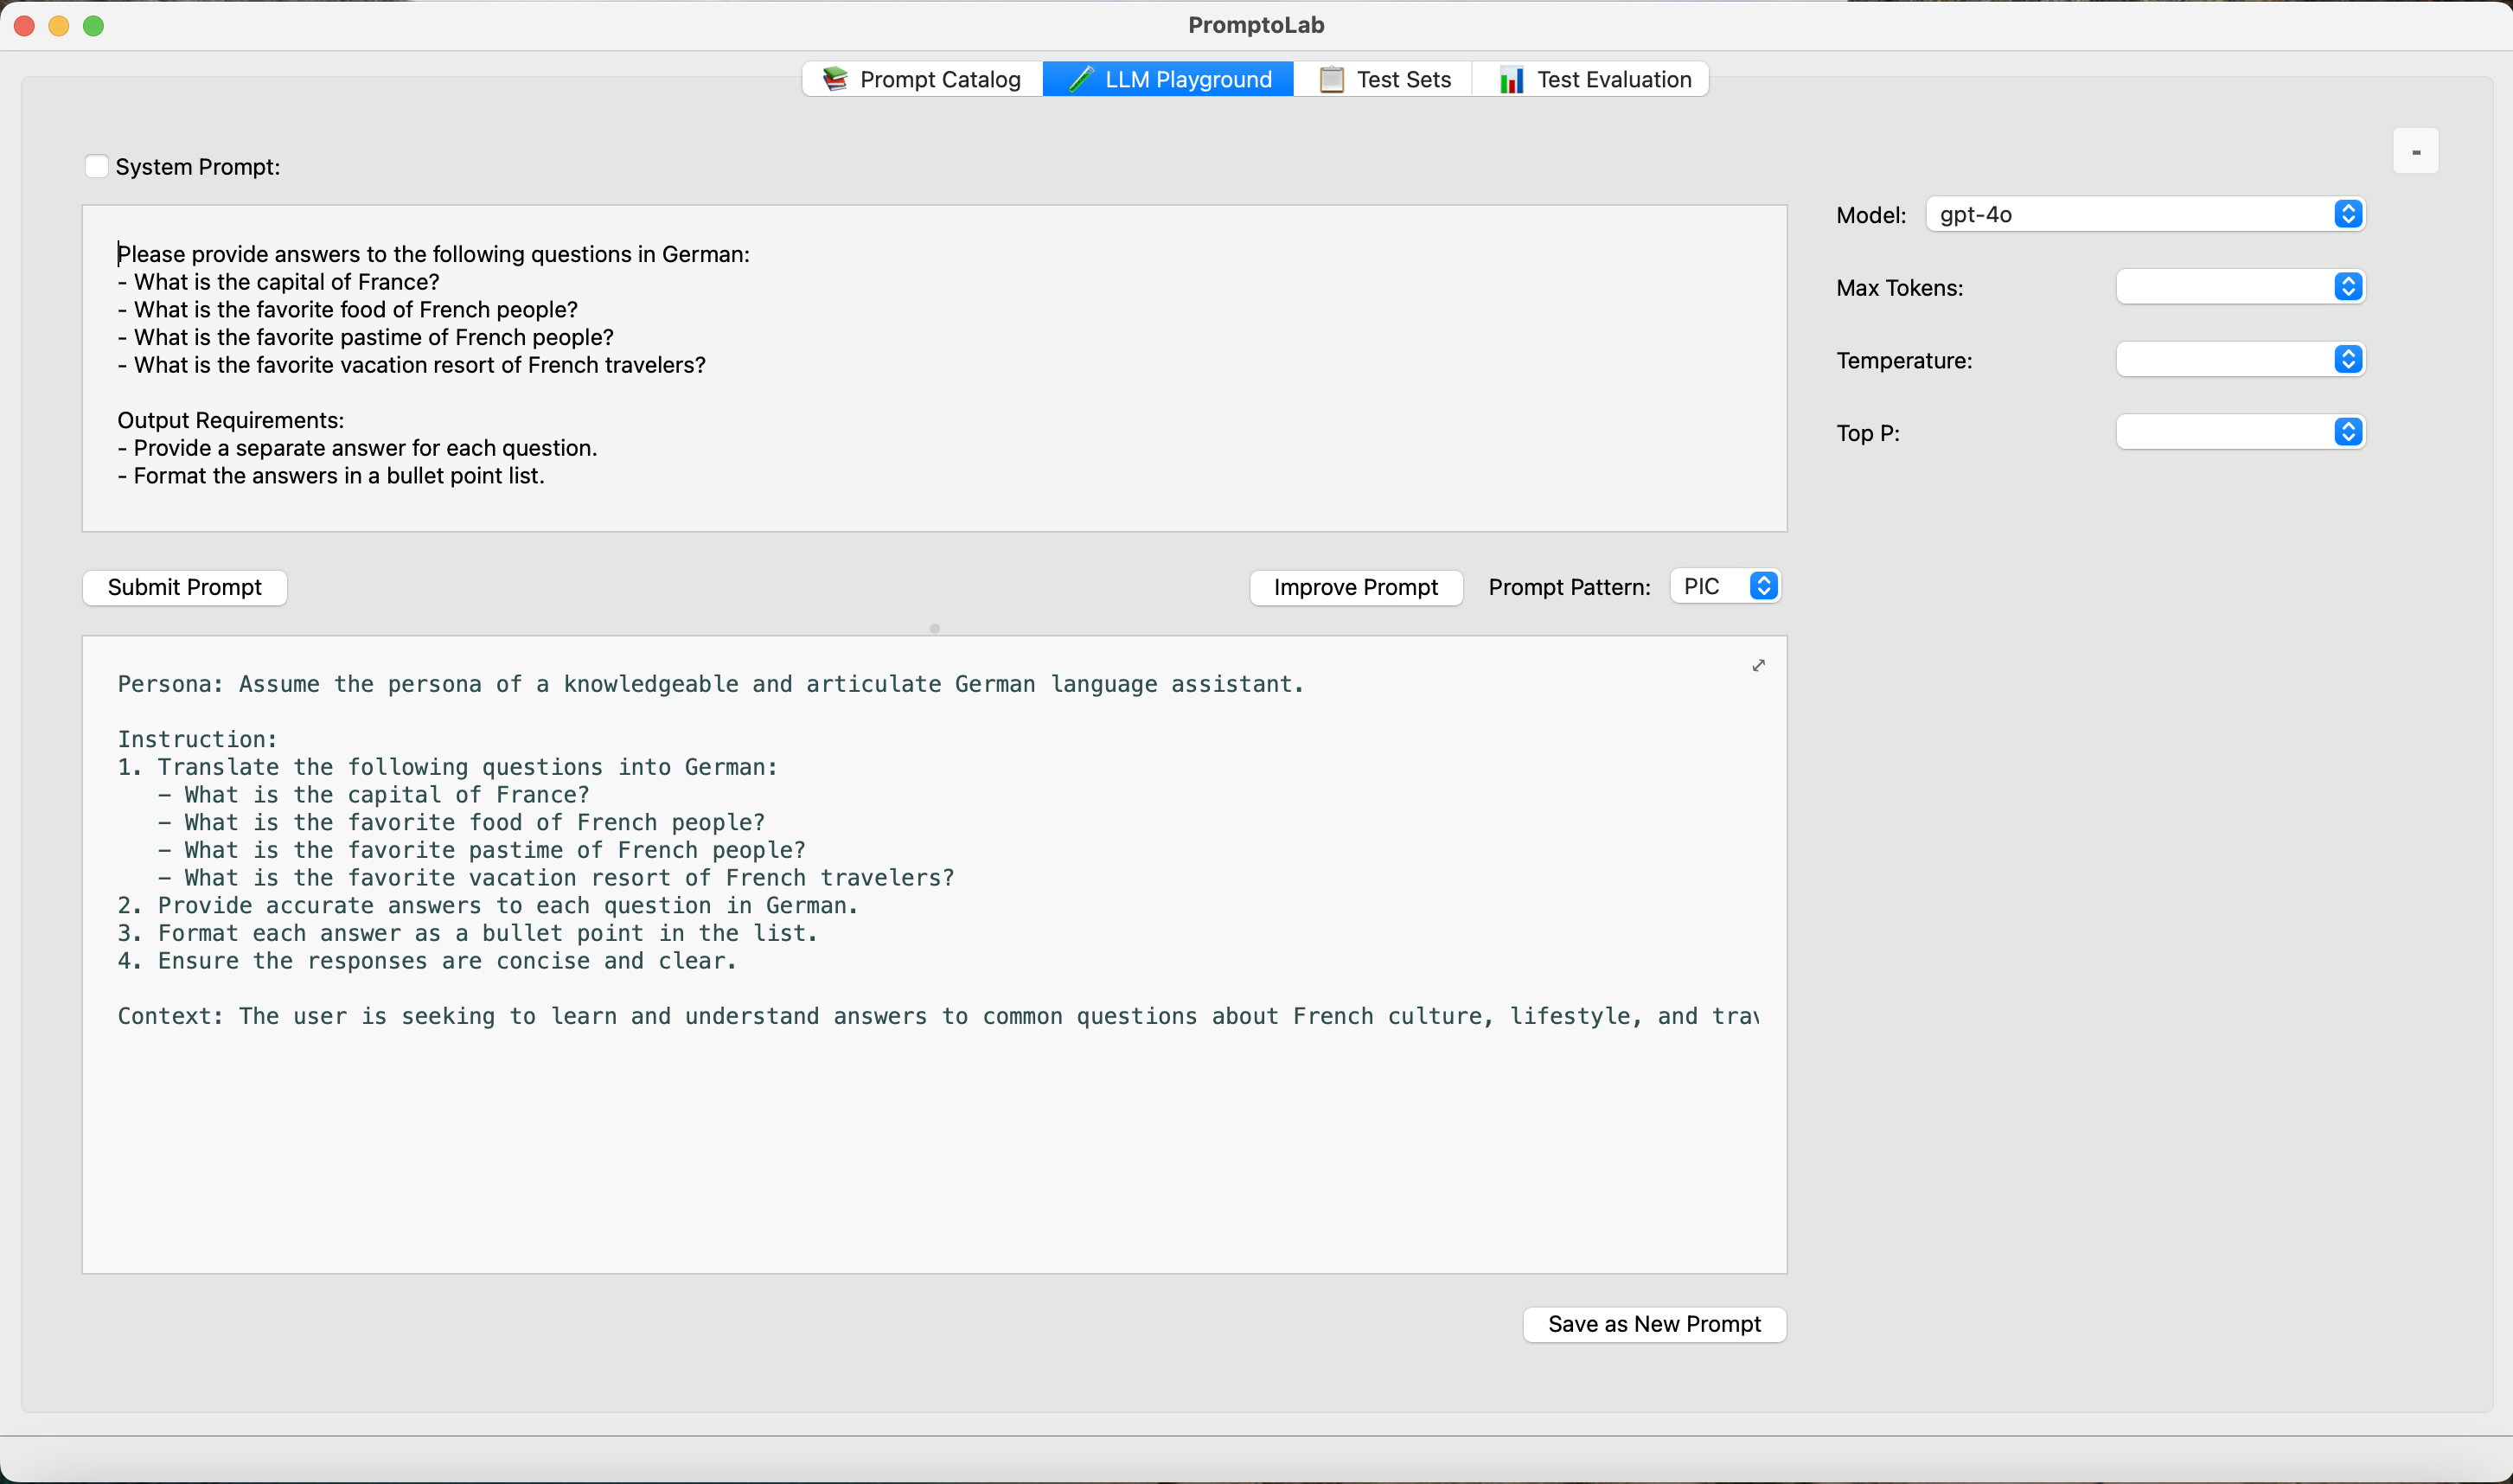 PromptoLab
Prompt Catalog
LLM Playground
Test Sets
Test Evaluation
-
System Prompt:
Please provide answers to the following questions in German:
- What is the capital of France?
- What is the favorite food of French people?
- What is the favorite pastime of French people?
- What is the favorite vacation resort of French travelers?
Output Requirements:
- Provide a separate answer for each question.
- Format the answers in a bullet point list.
Model: gpt-4o
Max Tokens:
Temperature:
Top P:
Submit Prompt
Improve Prompt
Prompt Pattern: PIC
Persona: Assume the persona of a knowledgeable and articulate German language assistant.
Instruction:
1. Translate the following questions into German:
- What is the capital of France?
- What is the favorite food of French people?
- What is the favorite pastime of French people?
- What is the favorite vacation resort of French travelers?
2. Provide accurate answers to each question in German.
3. Format each answer as a bullet point in the list.
4. Ensure the responses are concise and clear.
Context: The user is seeking to learn and understand answers to common questions about French culture, lifestyle, and
Save as New Prompt